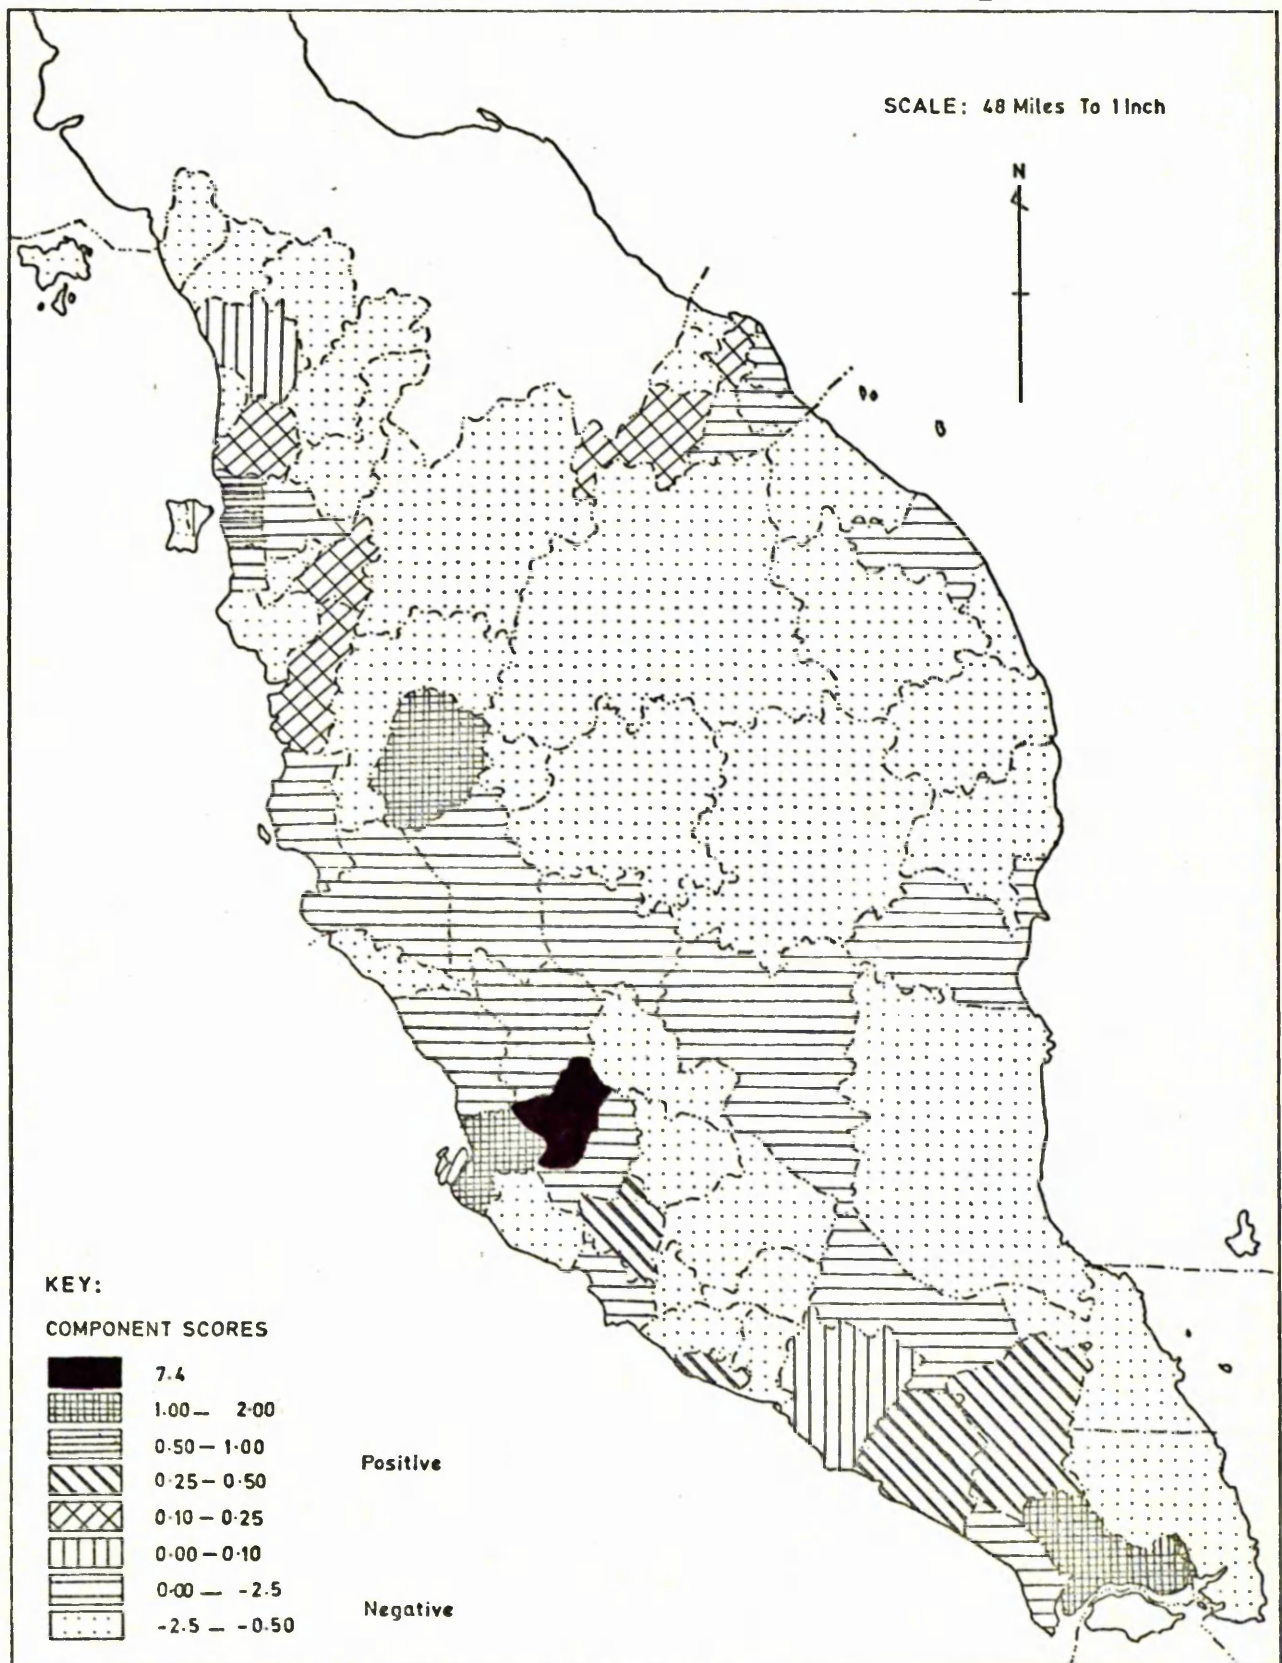 SCALE: 48 Miles To 1 Inch
N
KEY:
COMPONENT SCORES
7.4
1.00 — 2.00
0.50 — 1.00
Positive
0.25 — 0.50
0.10 — 0.25
0.00 — 0.10
0.00 — -2.5
Negative
-2.5 — -0.50